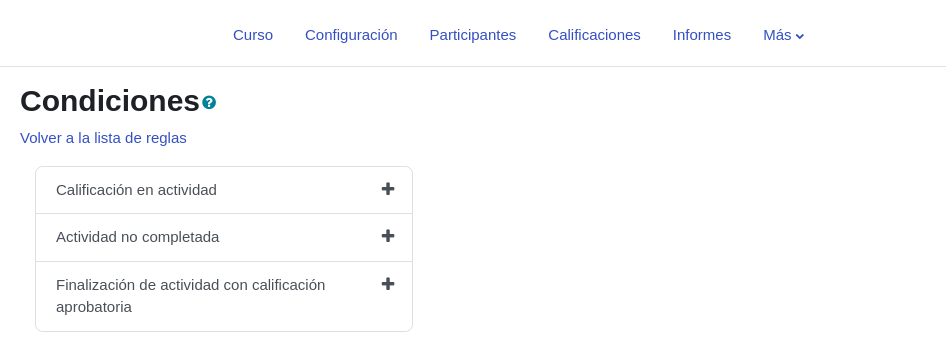 Curso Configuración Participantes Calificaciones Informes Más
Condiciones
Volver a la lista de reglas
Calificación en actividad
Actividad no completada
Finalización de actividad con calificación
aprobatoria